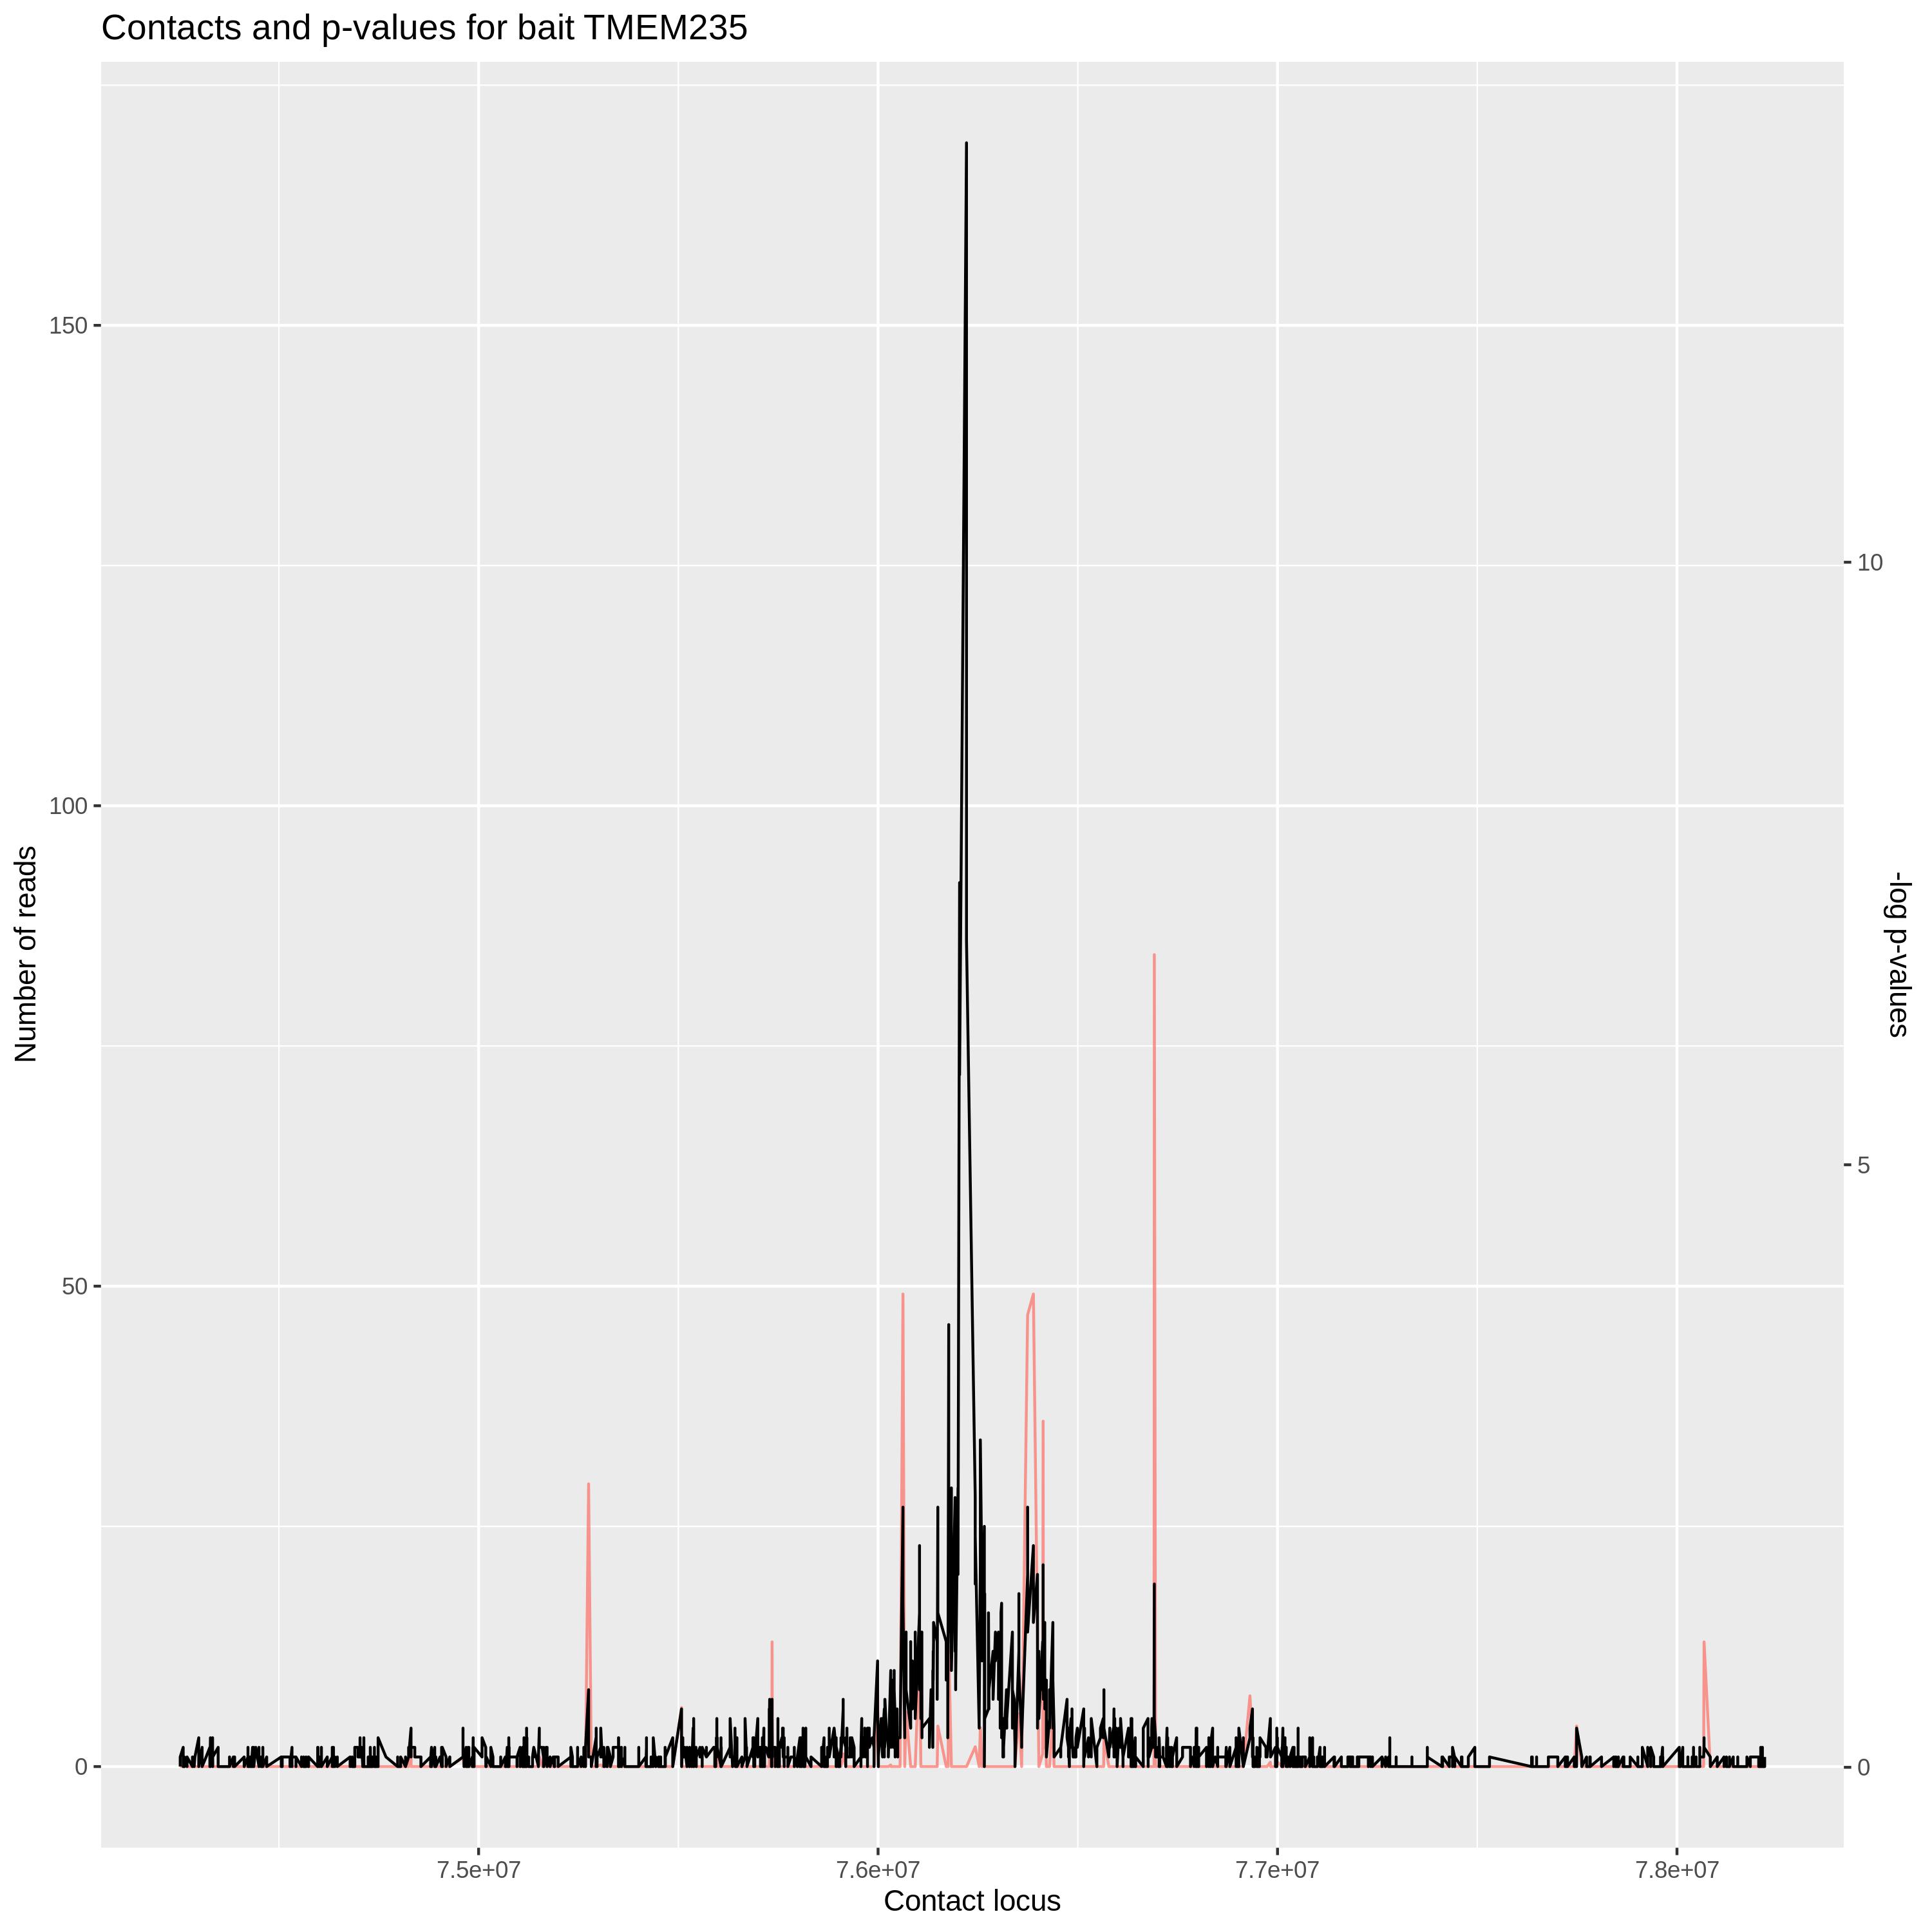 Contacts and p-values for bait TMEM235
150
100
50
0
10
5
0
Number of reads
-log p-values
7.5e+07 7.6e+07 7.7e+07 7.8e+07
Contact locus